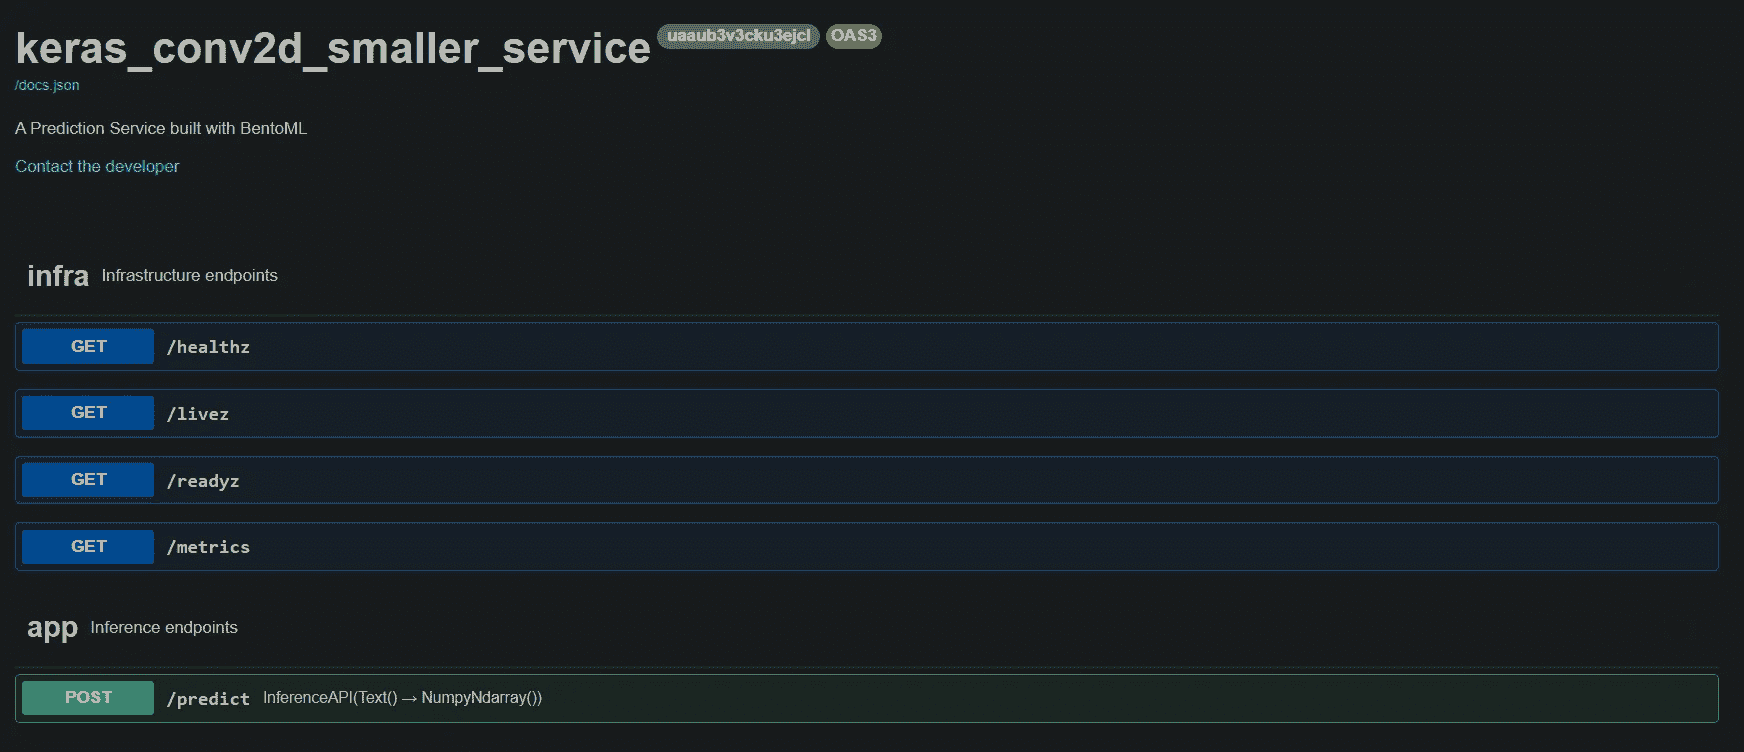 keras_conv2d_smaller_service uaaub3v3cku3ejcl OAS3
/docs.json
A Prediction Service built with BentoML
Contact the developer
infra Infrastructure endpoints
GET /healthz
GET /livez
GET /readyz
GET /metrics
app Inference endpoints
POST /predict InferenceAPI(Text() → NumpyNdarray())